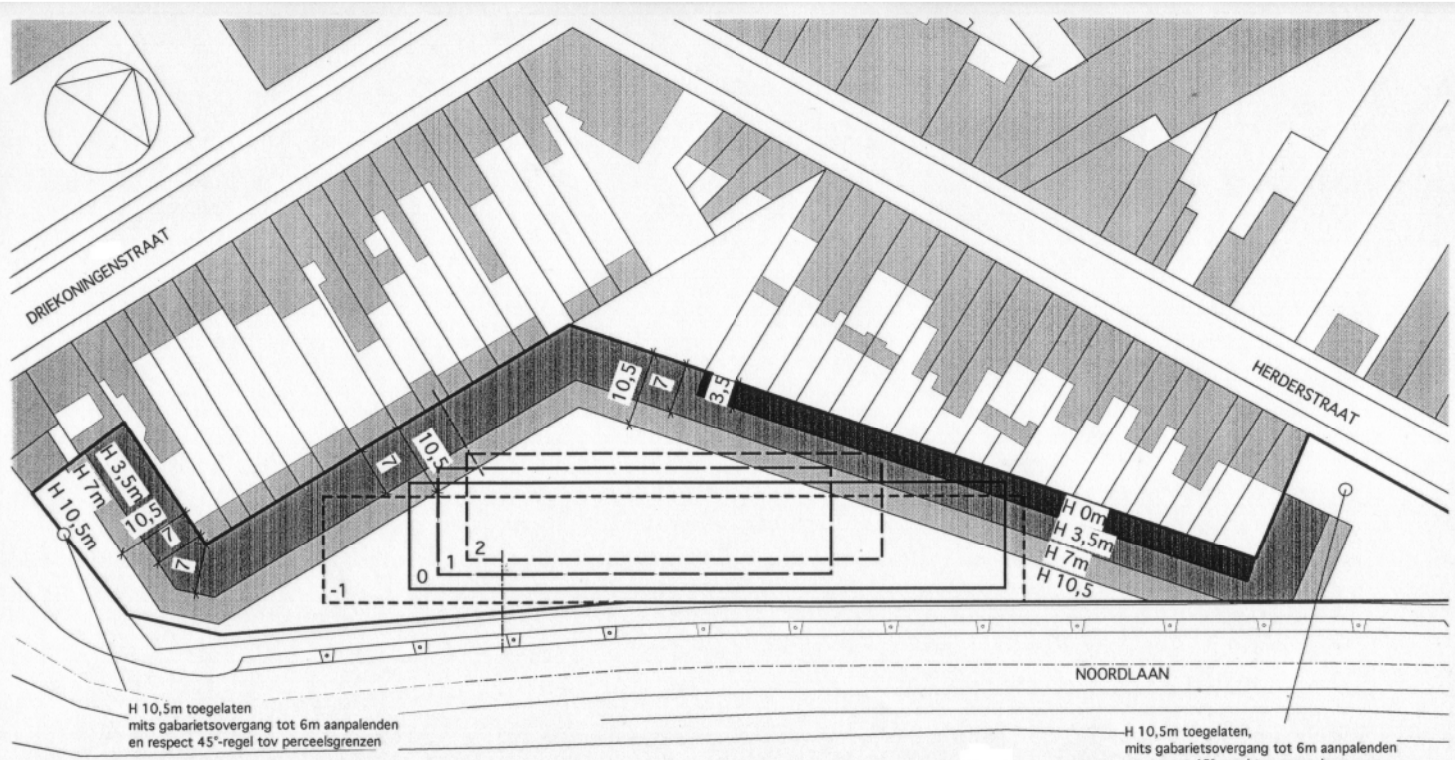 DRIEKONINGENSTRAAT
HERDERSTRAAT
10,5
7
3,5
7
10,5
H 3,5m
H 7m
H 10,5m
10,5
7
7
H 0m
H 3,5m
H 7m
H 10,5
2
1
0
-1
NOORDLAAN
H 10,5m toegelaten
mits gabarietsovergang tot 6m aanpalenden
en respect 45°-regel tov perceelsgrenzen
H 10,5m toegelaten,
mits gabarietsovergang tot 6m aanpalenden